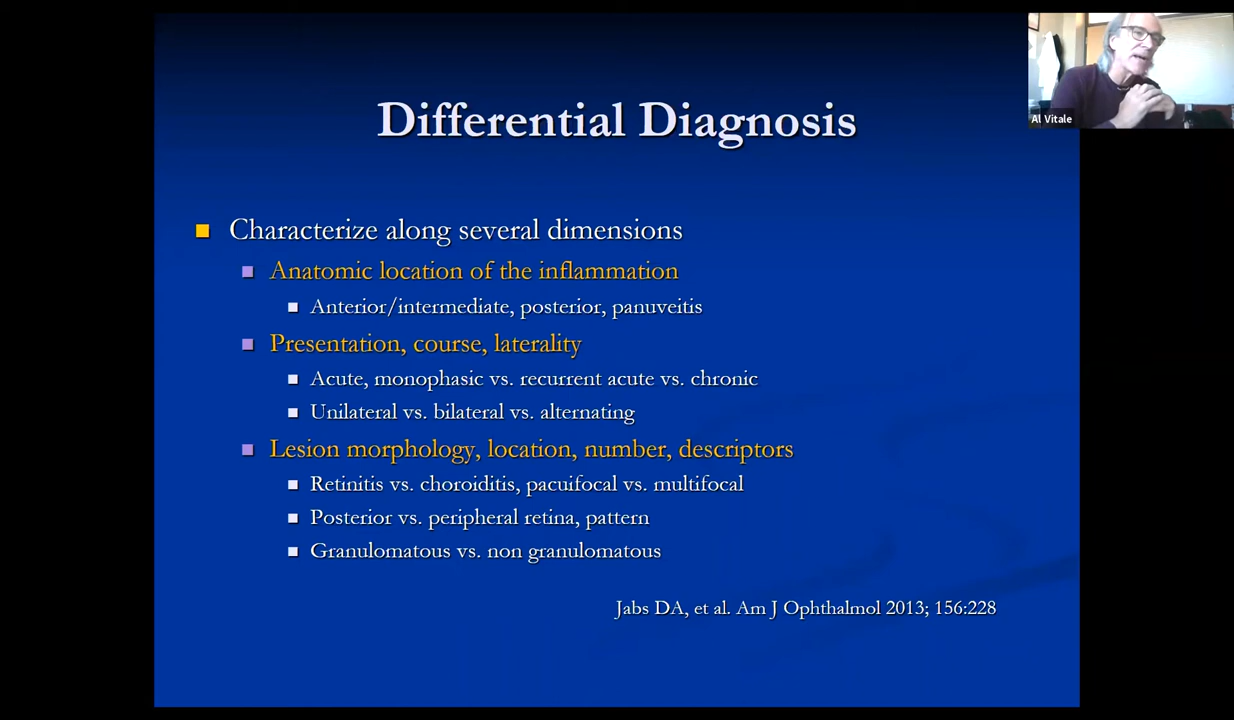 Differential Diagnosis
Al Vitale
Characterize along several dimensions
Anatomic location of the inflammation
Anterior/intermediate, posterior, panuveitis
Presentation, course, laterality
Acute, monophasic vs. recurrent acute vs. chronic
Unilateral vs. bilateral vs. alternating
Lesion morphology, location, number, descriptors
Retinitis vs. choroiditis, pacuifocal vs. multifocal
Posterior vs. peripheral retina, pattern
Granulomatous vs. non granulomatous
Jabs DA, et al. Am J Ophthalmol 2013; 156:228